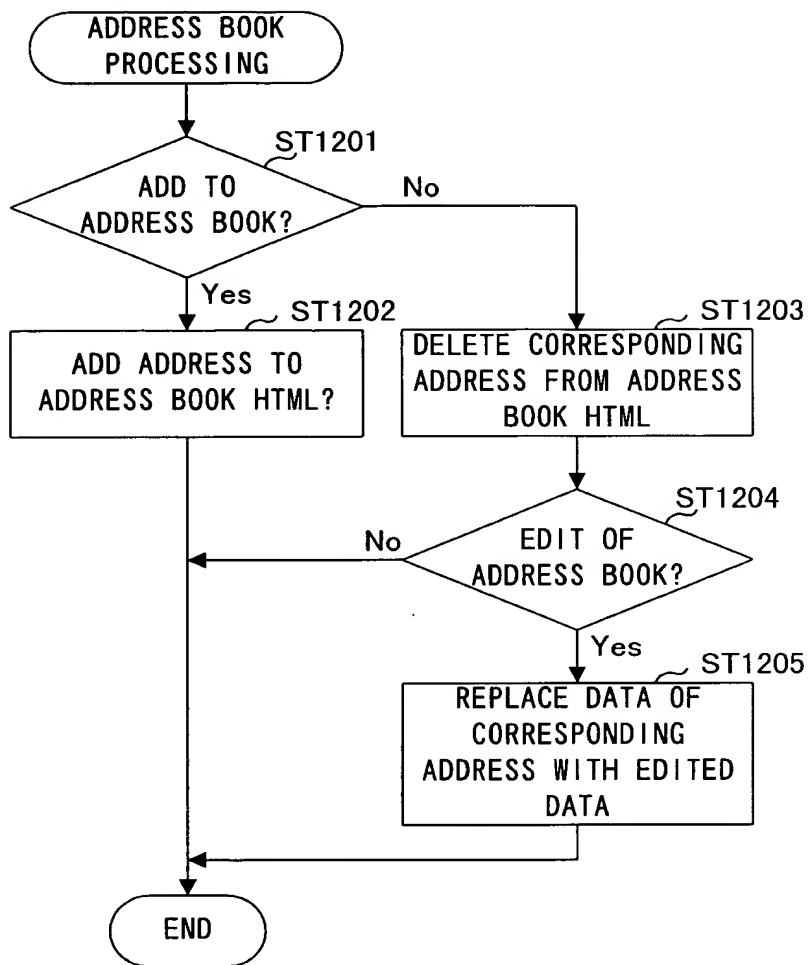 ADDRESS BOOK
PROCESSING
ST1201
ADD TO
ADDRESS BOOK?
No
Yes
ST1202
ADD ADDRESS TO
ADDRESS BOOK HTML?
ST1203
DELETE CORRESPONDING
ADDRESS FROM ADDRESS
BOOK HTML
ST1204
EDIT OF
ADDRESS BOOK?
No
Yes
ST1205
REPLACE DATA OF
CORRESPONDING
ADDRESS WITH EDITED
DATA
END